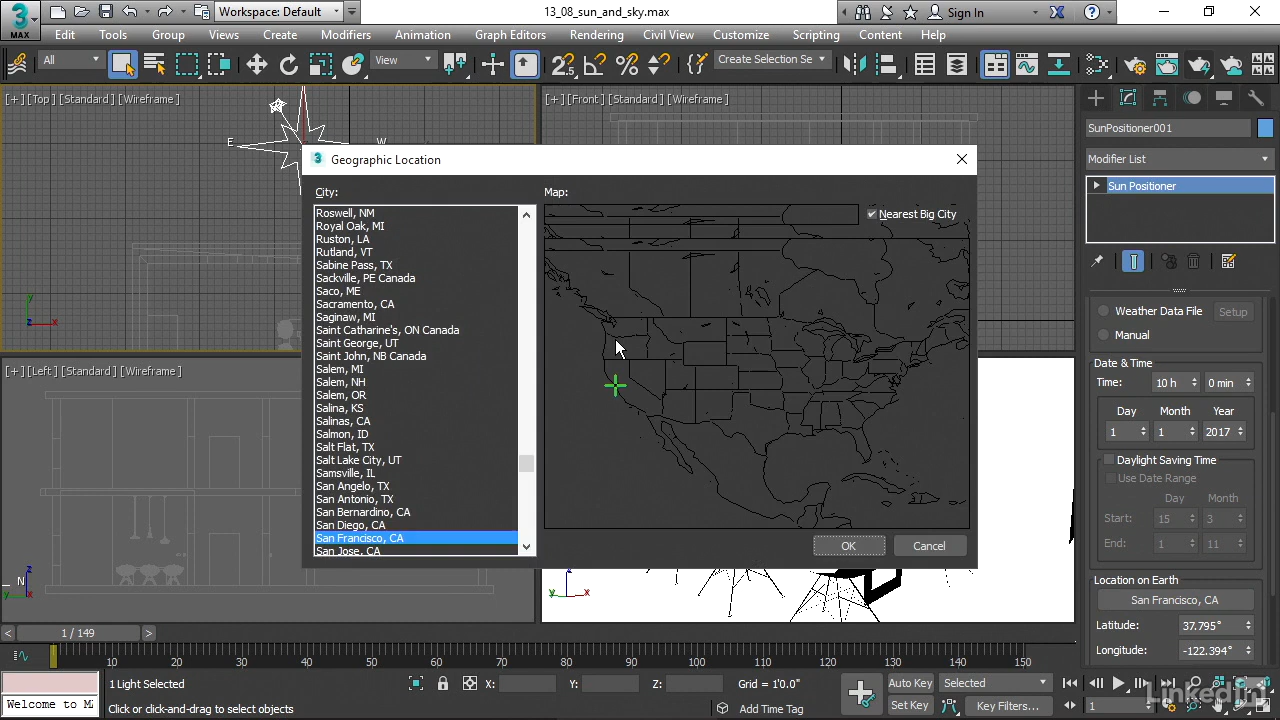 3
MAX
Workspace: Default
13_08_sun_and_sky.max
Sign In
Edit
Tools
Group
Views
Create
Modifiers
Animation
Graph Editors
Rendering
Civil View
Customize
Scripting
Content
Help
All
View
Create Selection Se
[+] [Top] [Standard] [Wireframe]
[+] [Front] [Standard] [Wireframe]
E
W
y
x
z
[+] [Left] [Standard] [Wireframe]
N
z
y
x
z
y
x
3 Geographic Location
City:
Roswell, NM
Royal Oak, MI
Ruston, LA
Rutland, VT
Sabine Pass, TX
Sackville, PE Canada
Saco, ME
Sacramento, CA
Saginaw, MI
Saint Catharine's, ON Canada
Saint George, UT
Saint John, NB Canada
Salem, MI
Salem, NH
Salem, OR
Salina, KS
Salinas, CA
Salmon, ID
Salt Flat, TX
Salt Lake City, UT
Samsville, IL
San Angelo, TX
San Antonio, TX
San Bernardino, CA
San Diego, CA
San Francisco, CA
San Jose, CA
Map:
Nearest Big City
OK
Cancel
SunPositioner001
Modifier List
Sun Positioner
Weather Data File
Setup
Manual
Date & Time
Time: 10 h 0 min
Day Month Year
1 1 2017
Daylight Saving Time
Use Date Range
Day Month
Start: 15 3
End: 1 11
Location on Earth
San Francisco, CA
Latitude: 37.795°
Longitude: -122.394°
< 1 / 149 >
10 20 30 40 50 60 70 80 90 100 110 120 130 140 150
1 Light Selected
X:
Y:
Z:
Grid = 1'0.0"
Auto Key
Selected
Welcome to MA
Click or click-and-drag to select objects
Add Time Tag
Set Key
Key Filters...
1
LinkedIn